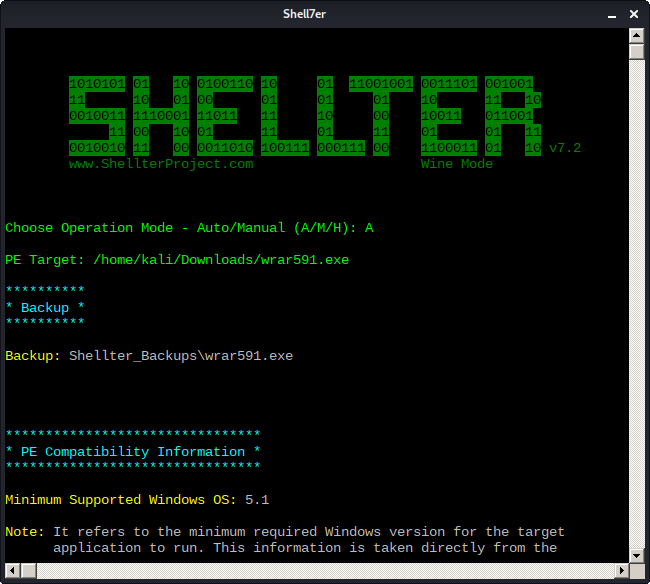 Shell7er
1010101 01 10 0100110 10 01 11001001 0011101 001001
11 10 01 00 01 01 01 10 11 10
0010011 1110001 11011 11 10 00 10011 011001
11 00 10 01 11 01 11 01 01 11
0010010 11 00 0011010 100111 000111 00 1100011 01 10 v7.2
www.ShellterProject.com Wine Mode
Choose Operation Mode - Auto/Manual (A/M/H): A
PE Target: /home/kali/Downloads/wrar591.exe
**********
* Backup *
**********
Backup: Shellter_Backups\wrar591.exe
********************************
* PE Compatibility Information *
********************************
Minimum Supported Windows OS: 5.1
Note: It refers to the minimum required Windows version for the target
application to run. This information is taken directly from the